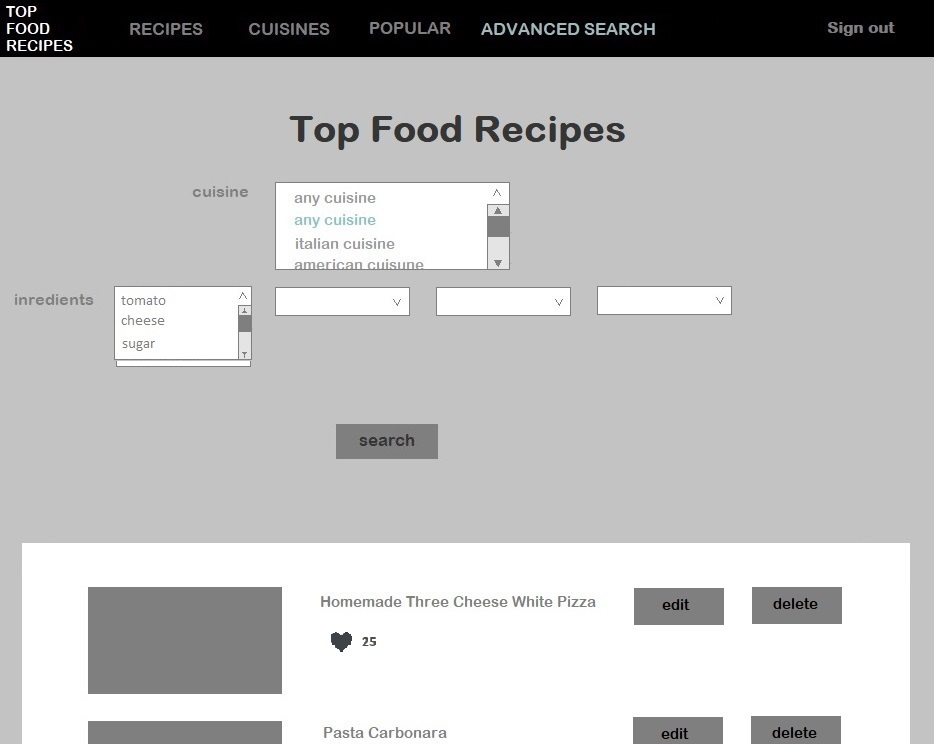 TOP
FOOD
RECIPES
RECIPES CUISINES POPULAR ADVANCED SEARCH Sign out
Top Food Recipes
cuisine
any cuisine
any cuisine
italian cuisine
american cuisune
inredients
tomato
cheese
sugar
search
Homemade Three Cheese White Pizza edit delete
25
Pasta Carbonara edit delete